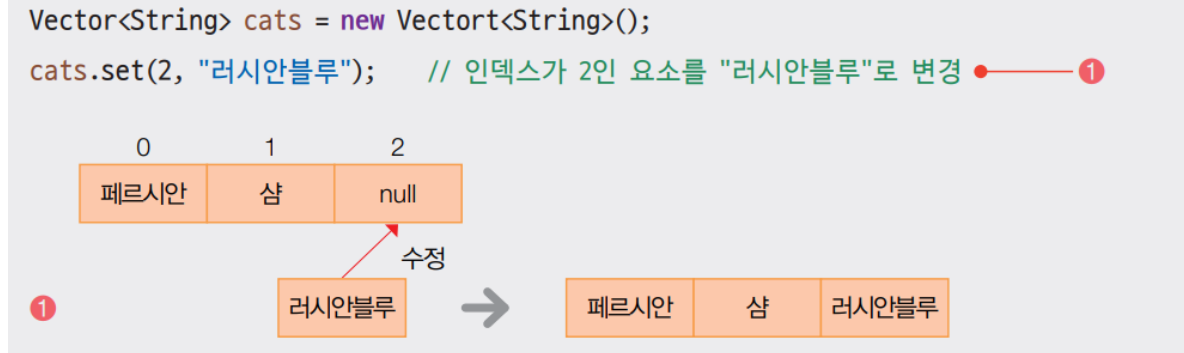 Vector<String> cats = new Vectort<String>();
cats.set(2, "러시안블루"); // 인덱스가 2인 요소를 "러시안블루"로 변경 ❶
0 1 2
페르시안 샴 null
수정
❶ 러시안블루 페르시안 샴 러시안블루